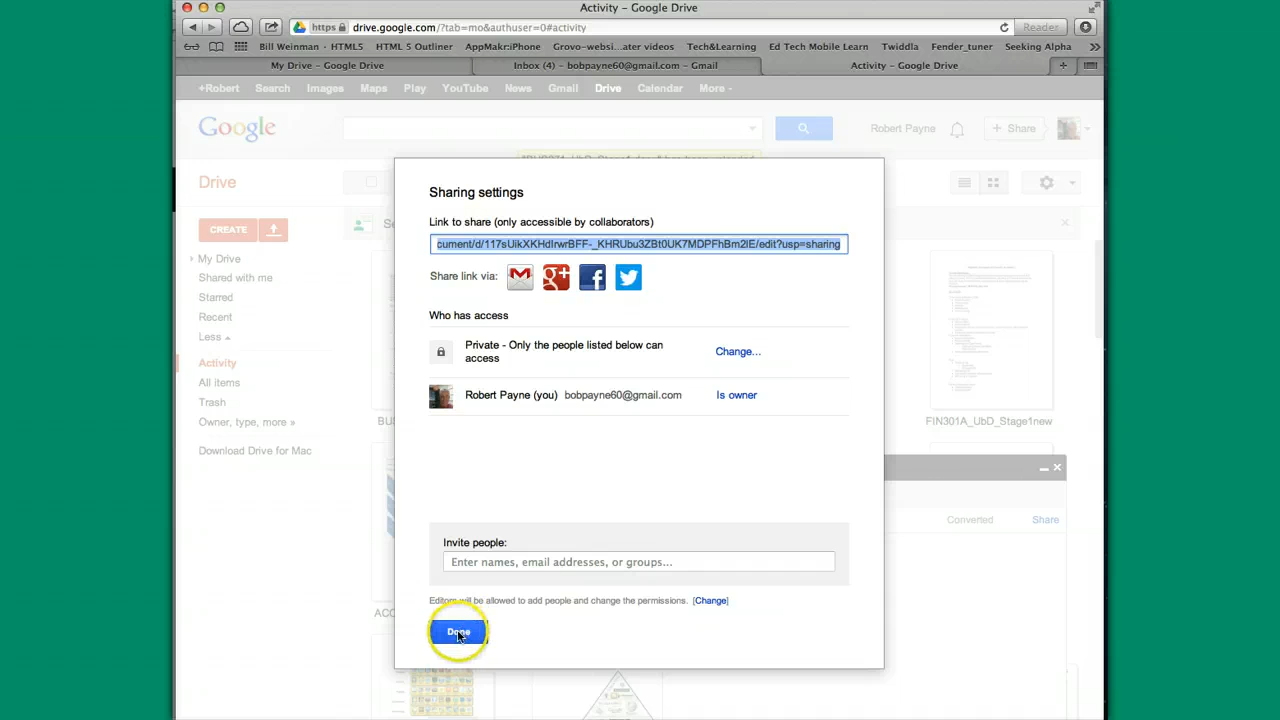 Activity – Google Drive
https drive.google.com/?tab=mo&authuser=0#activity Reader
Bill Weinman · HTML5 HTML 5 Outliner AppMakr:iPhone Grovo-websi...ater videos Tech&Learning Ed Tech Mobile Learn Twiddla Fender_tuner Seeking Alpha
My Drive – Google Drive Inbox (4) – bobpayne60@gmail.com – Gmail Activity – Google Drive
+Robert Search Images Maps Play YouTube News Gmail Drive Calendar More
Google Robert Payne + Share
Sharing settings
Drive
Link to share (only accessible by collaborators)
CREATE
cument/d/117sUikXKHdIrwrBFF-_KHRUbu3ZBt0UK7MDPFhBm2lE/edit?usp=sharing
My Drive
Shared with me
Share link via:
Starred
Recent
Who has access
Less
Private - Only the people listed below can
access
Change...
Activity
All items
Robert Payne (you) bobpayne60@gmail.com Is owner
Trash
Owner, type, more »
FIN301A_UbD_Stage1new
Download Drive for Mac
Converted Share
Invite people:
Enter names, email addresses, or groups...
Editors will be allowed to add people and change the permissions. [Change]
Done